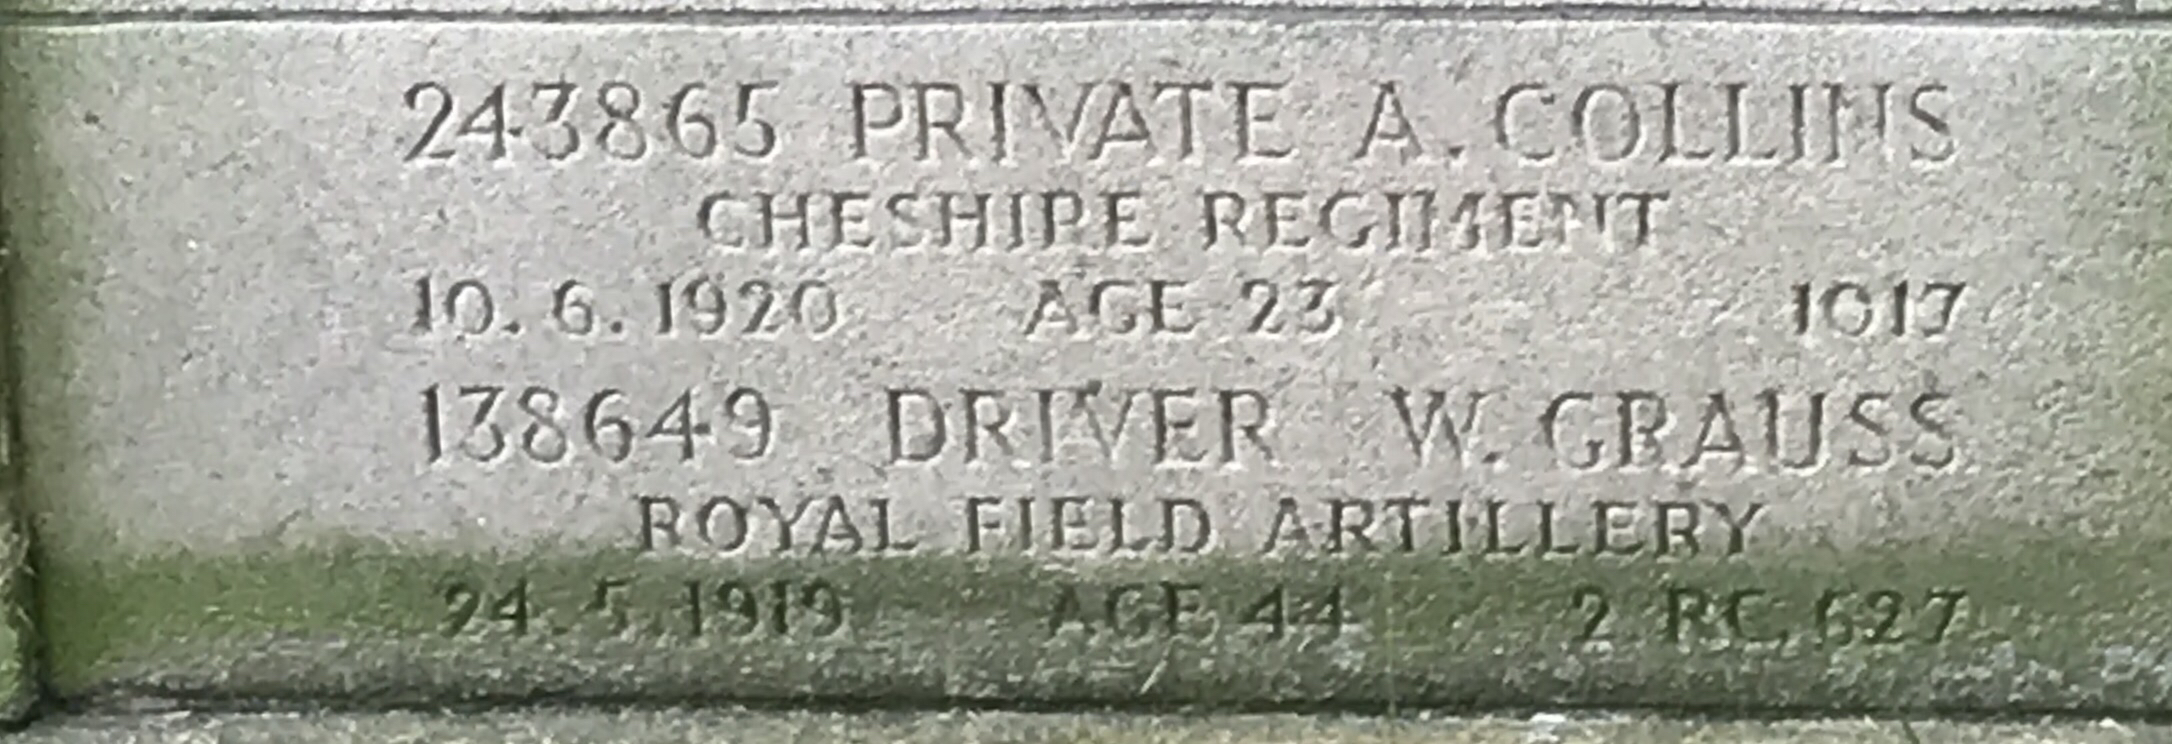 243865 PRIVATE A. COLLINS
CHESHIRE REGIMENT
10. 6. 1920 AGE 23 1017
138649 DRIVER W. GRAUSS
ROYAL FIELD ARTILLERY
24. 5. 1919 AGE 44 2 RC. 627